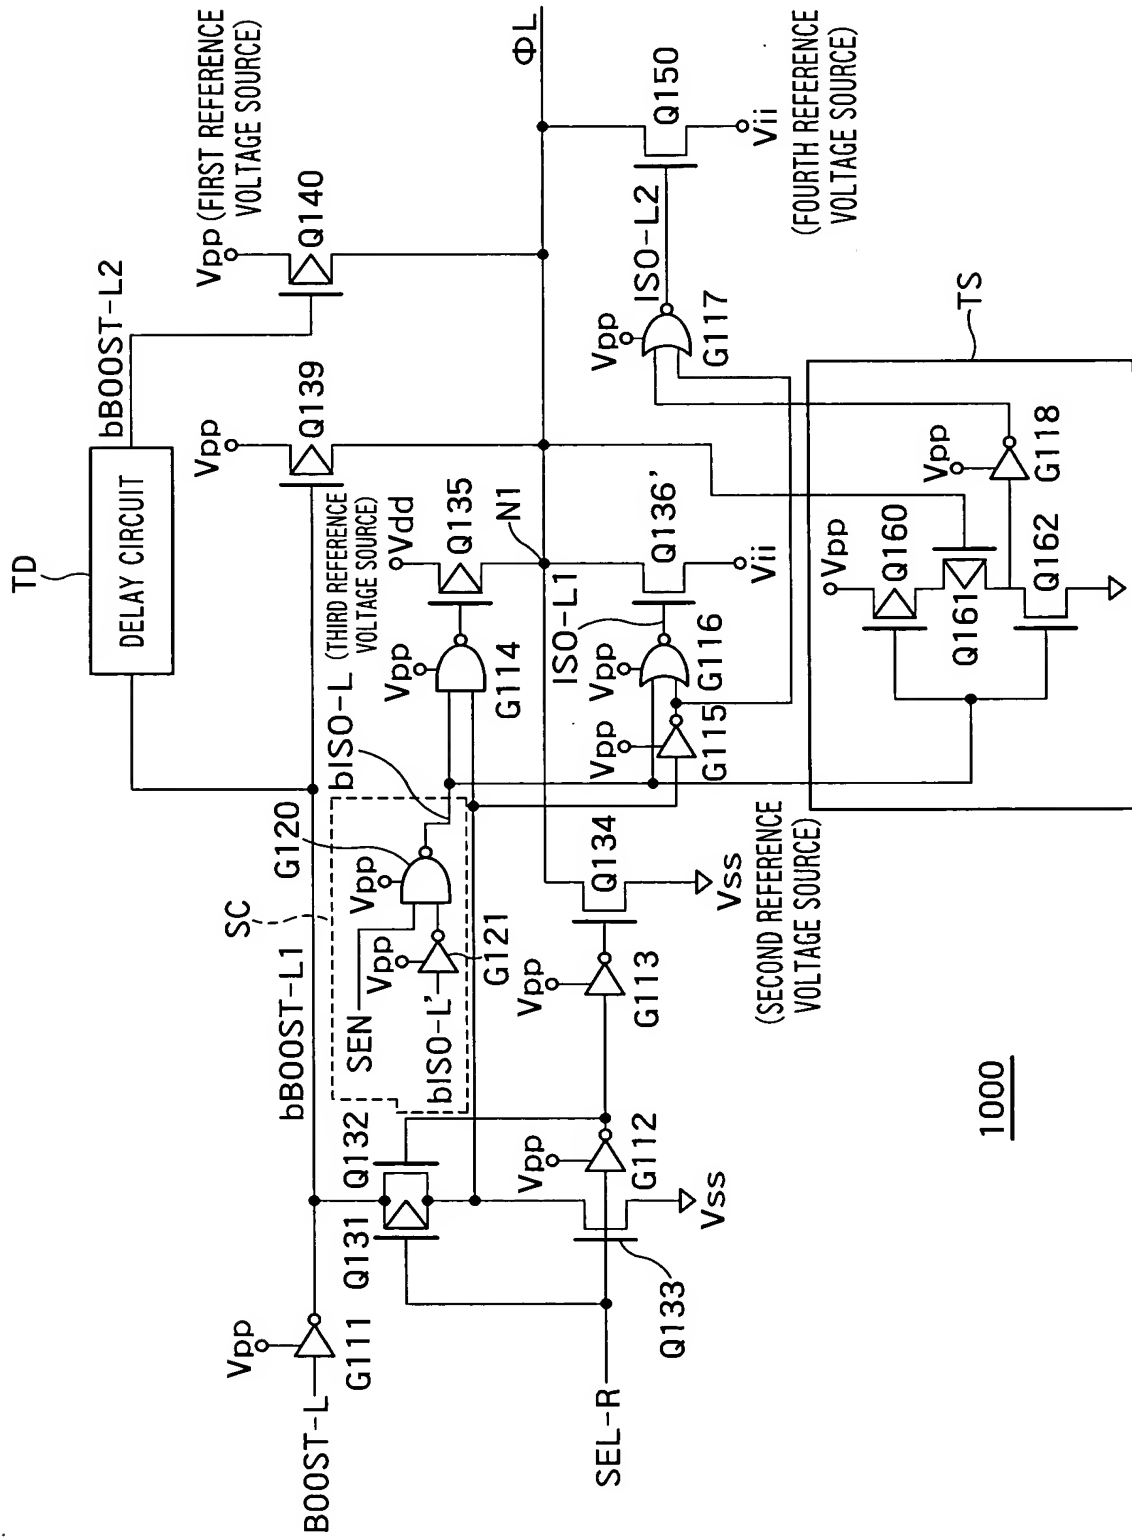 TD
DELAY CIRCUIT
bBOOST-L2
Vpp (FIRST REFERENCE
VOLTAGE SOURCE)
Q140
Vpp
Q139
BOOST-L
Vpp
G111
bBOOST-L1
Q131
Q132
SC
G120
Vpp
SEN
Vpp
bISO-L'
G121
bISO-L
(THIRD REFERENCE
VOLTAGE SOURCE)
Vdd
Q135
Vpp
G114
N1
ΦL
SEL-R
Q133
Vss
Vpp
G112
Vpp
G113
Q134
Vss
(SECOND REFERENCE
VOLTAGE SOURCE)
Vpp
G115
Vpp
G116
ISO-L1
Q136'
Vii
Vpp
G117
ISO-L2
Q150
Vii
(FOURTH REFERENCE
VOLTAGE SOURCE)
TS
Vpp
Q160
Q161
Q162
Vpp
G118
1000